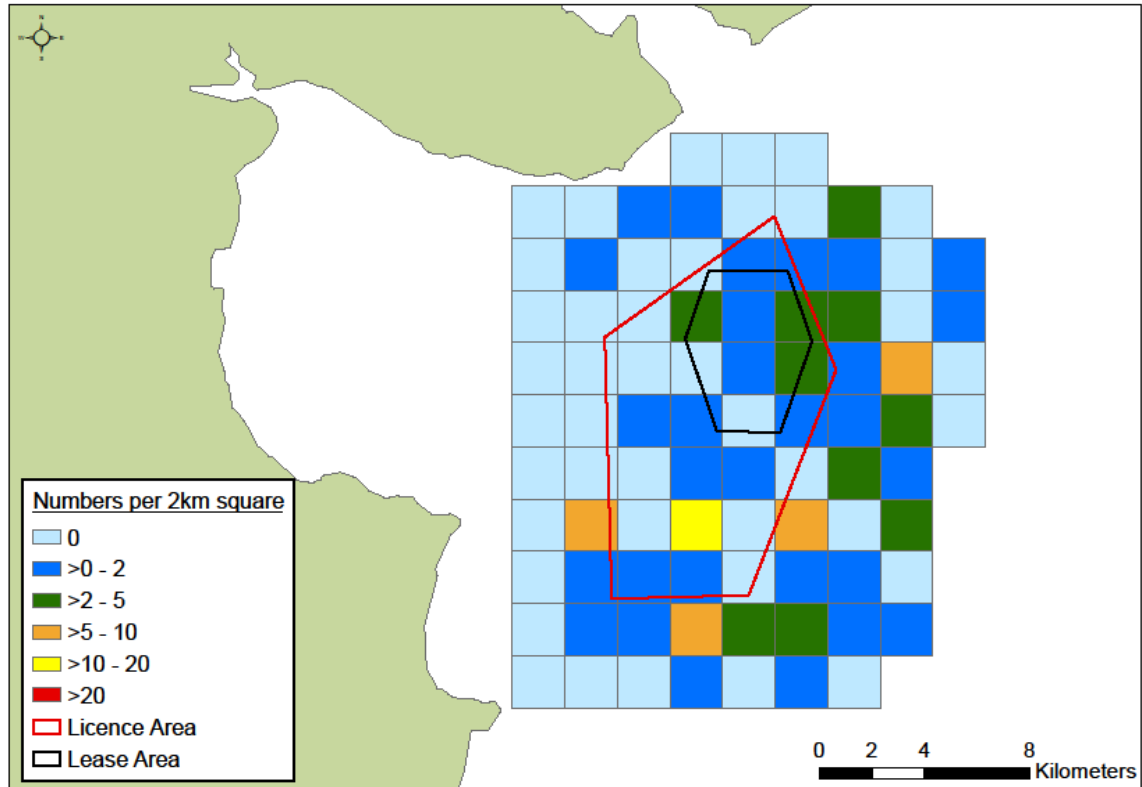 N
W E
S
Numbers per 2km square
0
>0 - 2
>2 - 5
>5 - 10
>10 - 20
>20
Licence Area
Lease Area
0 2 4 8
Kilometers